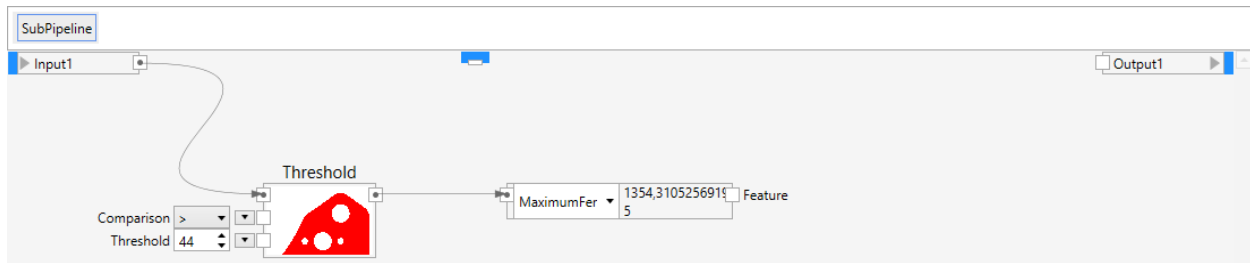 SubPipeline
Input1
Output1
Threshold
MaximumFer
1354,3105256919
5
Feature
Comparison >
Threshold 44